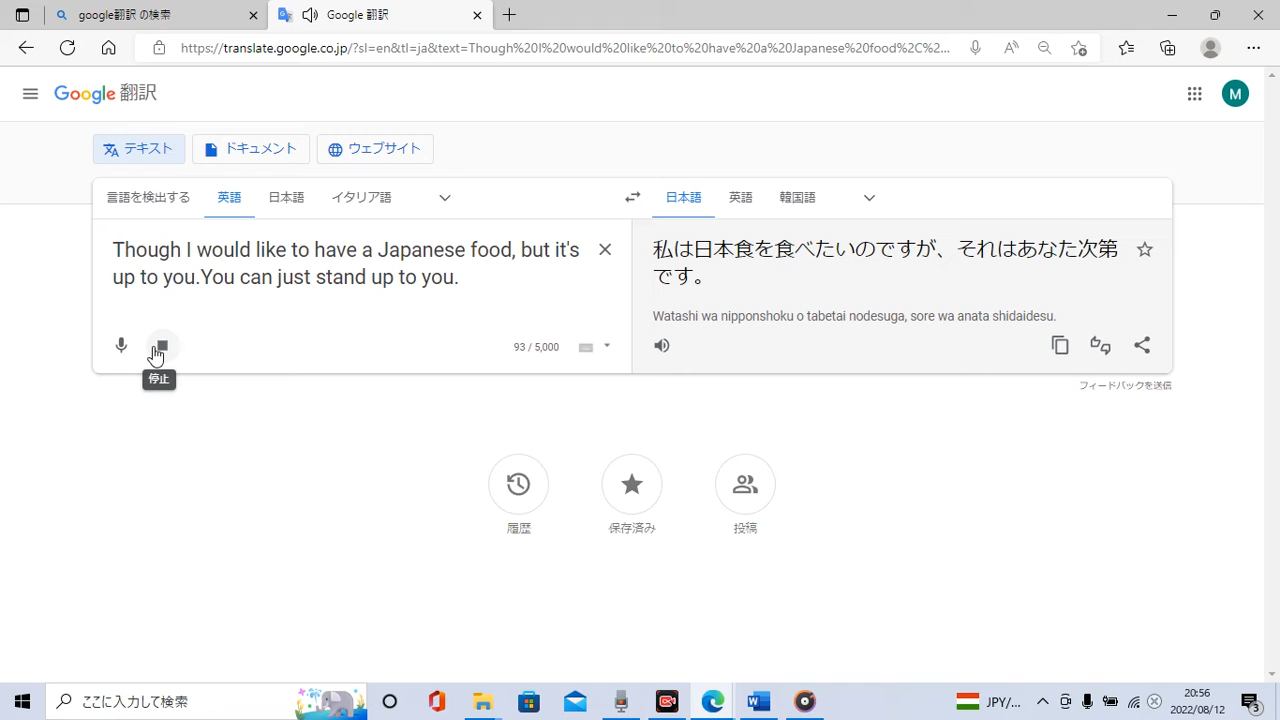 google翻訳 の検索
Google 翻訳
https://translate.google.co.jp/?sl=en&tl=ja&text=Though%20I%20would%20like%20to%20have%20a%20Japanese%20food%2C%2...
Google 翻訳
M
テキスト
ドキュメント
ウェブサイト
言語を検出する
英語
日本語
イタリア語
日本語
英語
韓国語
Though I would like to have a Japanese food, but it's
up to you.You can just stand up to you.
私は日本食を食べたいのですが、それはあなた次第
です。
Watashi wa nipponshoku o tabetai nodesuga, sore wa anata shidaidesu.
93 / 5,000
停止
フィードバックを送信
履歴
保存済み
投稿
ここに入力して検索
JPY/...
20:56
2022/08/12
3